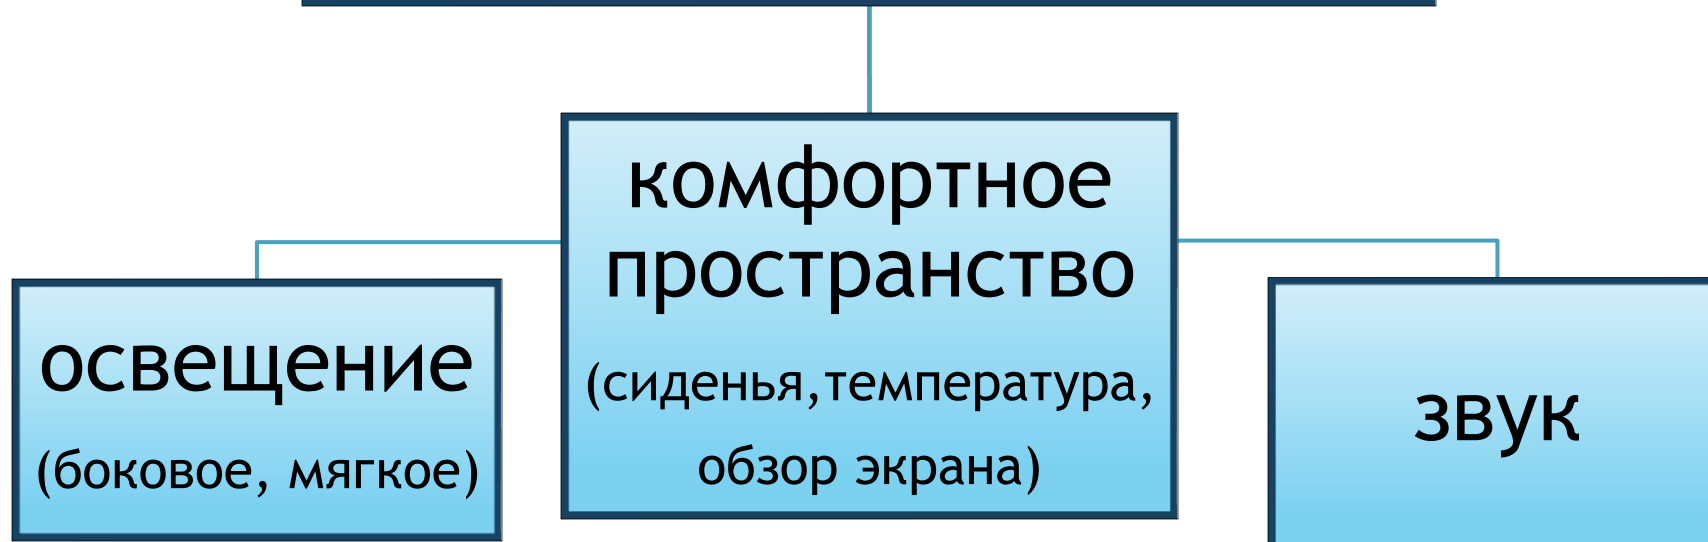 комфортное
пространство
(сиденья,температура,
обзор экрана)
освещение
(боковое, мягкое)
звук